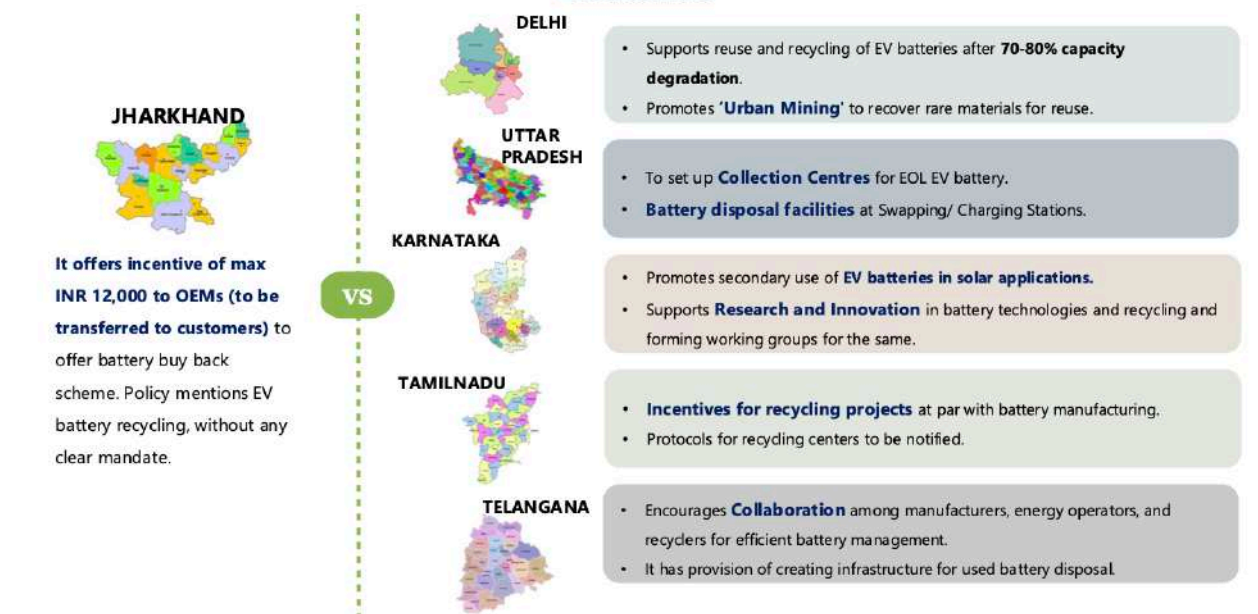 JHARKHAND
It offers incentive of max
INR 12,000 to OEMs (to be
transferred to customers) to
offer battery buy back
scheme. Policy mentions EV
battery recycling, without any
clear mandate.
VS
DELHI
• Supports reuse and recycling of EV batteries after 70-80% capacity
degradation.
• Promotes ‘Urban Mining’ to recover rare materials for reuse.
UTTAR
PRADESH
• To set up Collection Centres for EOL EV battery.
• Battery disposal facilities at Swapping/ Charging Stations.
KARNATAKA
• Promotes secondary use of EV batteries in solar applications.
• Supports Research and Innovation in battery technologies and recycling and
forming working groups for the same.
TAMILNADU
• Incentives for recycling projects at par with battery manufacturing.
• Protocols for recycling centers to be notified.
TELANGANA
• Encourages Collaboration among manufacturers, energy operators, and
recyclers for efficient battery management.
• It has provision of creating infrastructure for used battery disposal.